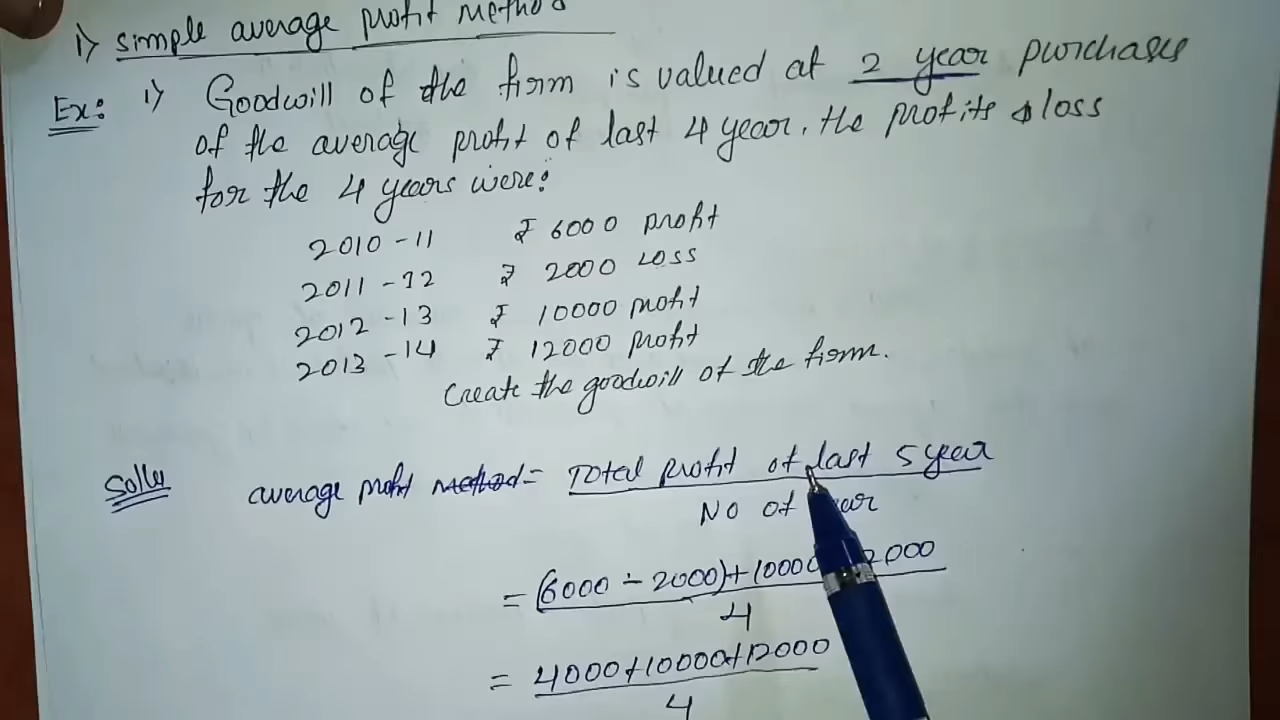 1) simple average profit method
Ex: 1) Goodwill of the firm is valued at 2 year purchases
of the average profit of last 4 year. the profits & loss
for the 4 years were:
2010-11 ₹ 6000 profit
2011-12 ₹ 2000 Loss
2012-13 ₹ 10000 profit
2013-14 ₹ 12000 profit
Create the goodwill of the firm.
Solu average profit method = Total profit of last 5 year
No of
= (6000 - 2000) + 10000 2000
4
= 4000+10000+12000
4